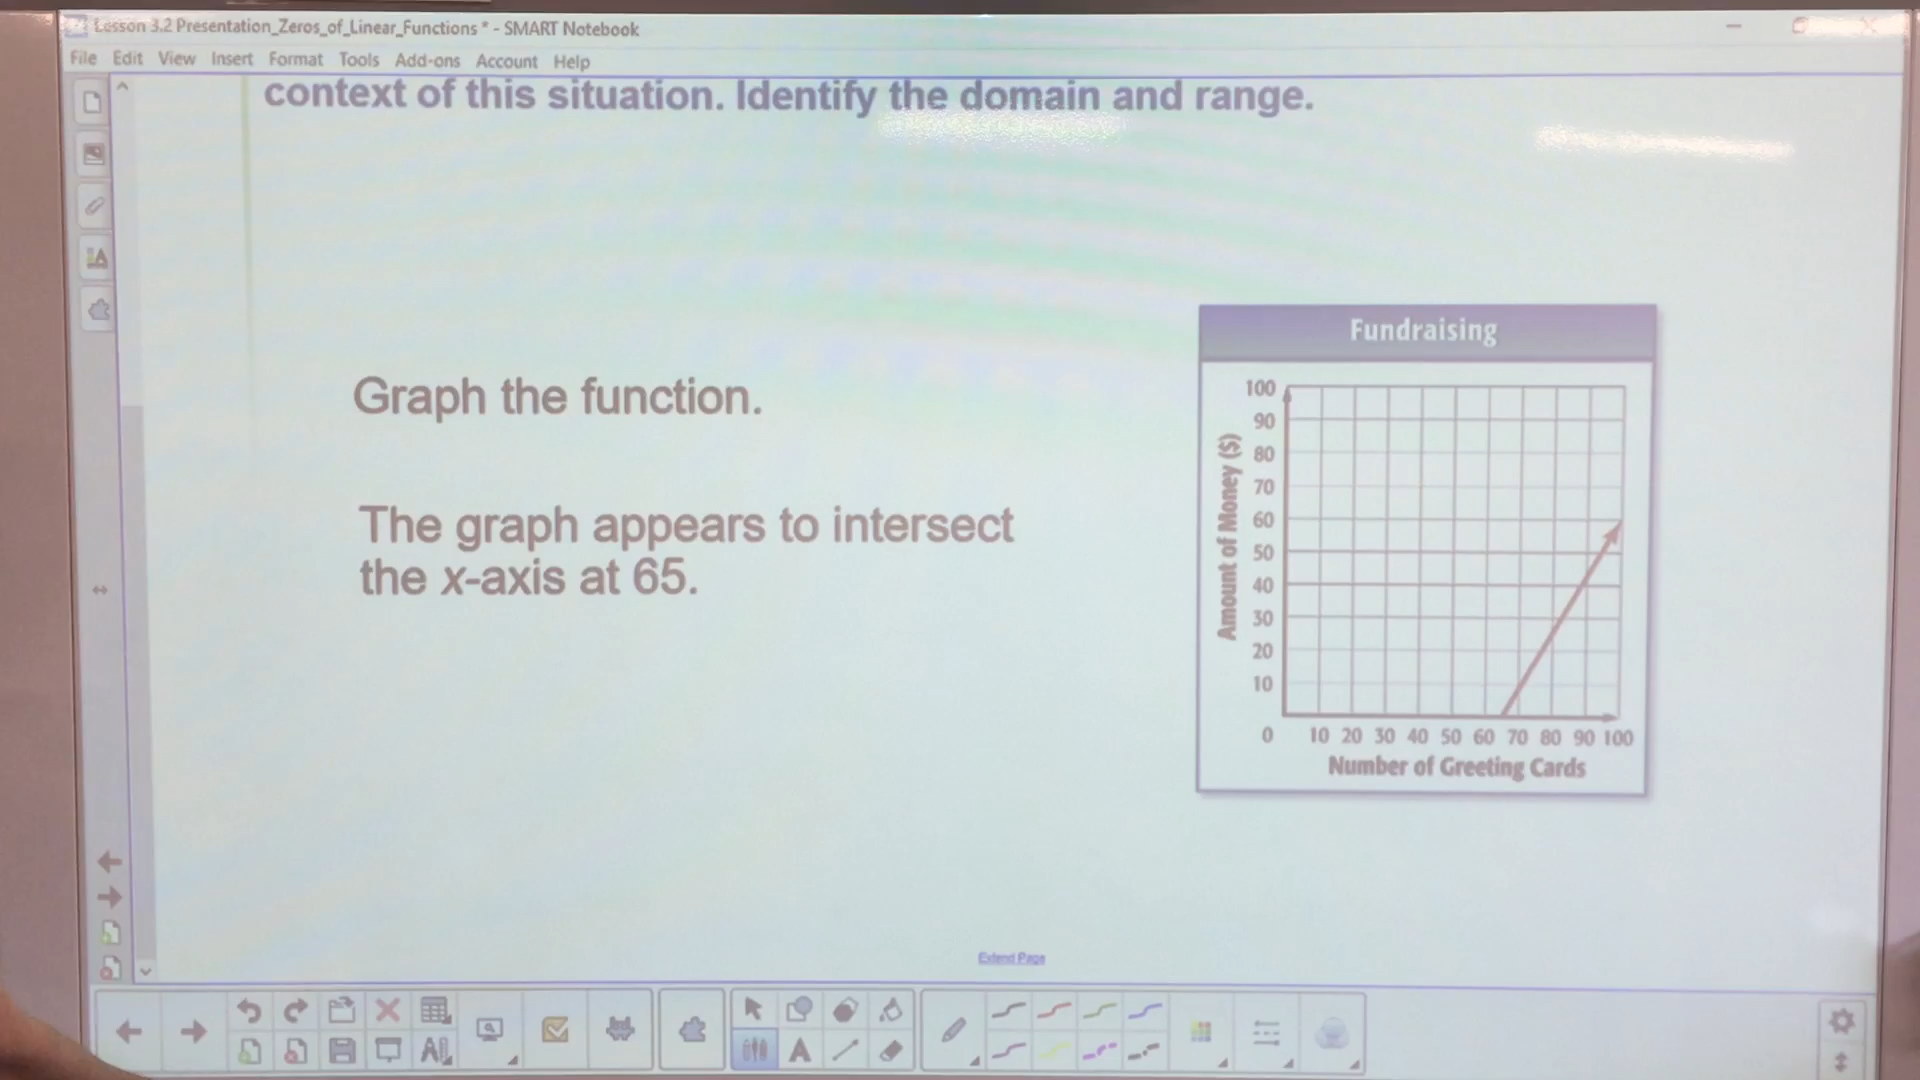 Lesson 3.2 Presentation_Zeros_of_Linear_Functions * - SMART Notebook
File Edit View Insert Format Tools Add-ons Account Help
context of this situation. Identify the domain and range.
Graph the function.
The graph appears to intersect
the x-axis at 65.
Fundraising
Amount of Money ($)
100
90
80
70
60
50
40
30
20
10
0 10 20 30 40 50 60 70 80 90 100
Number of Greeting Cards
Extend Page